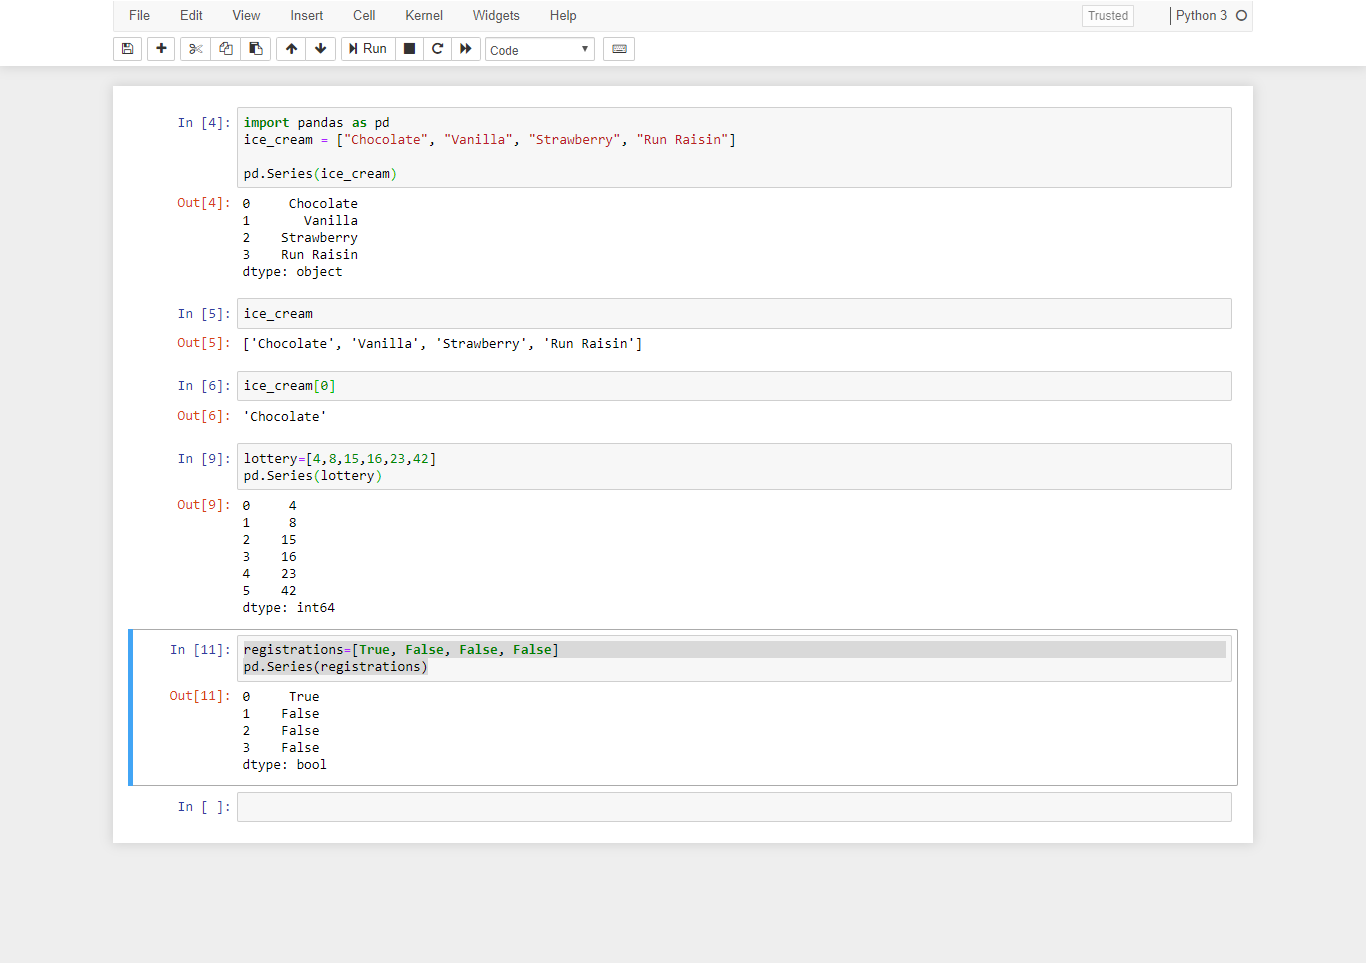 File Edit View Insert Cell Kernel Widgets Help Trusted Python 3
Run Code
In [4]: import pandas as pd
ice_cream = ["Chocolate", "Vanilla", "Strawberry", "Run Raisin"]
pd.Series(ice_cream)
Out[4]: 0     Chocolate
1       Vanilla
2    Strawberry
3    Run Raisin
dtype: object
In [5]: ice_cream
Out[5]: ['Chocolate', 'Vanilla', 'Strawberry', 'Run Raisin']
In [6]: ice_cream[0]
Out[6]: 'Chocolate'
In [9]: lottery=[4,8,15,16,23,42]
pd.Series(lottery)
Out[9]: 0     4
1     8
2    15
3    16
4    23
5    42
dtype: int64
In [11]: registrations=[True, False, False, False]
pd.Series(registrations)
Out[11]: 0     True
1    False
2    False
3    False
dtype: bool
In [ ]: